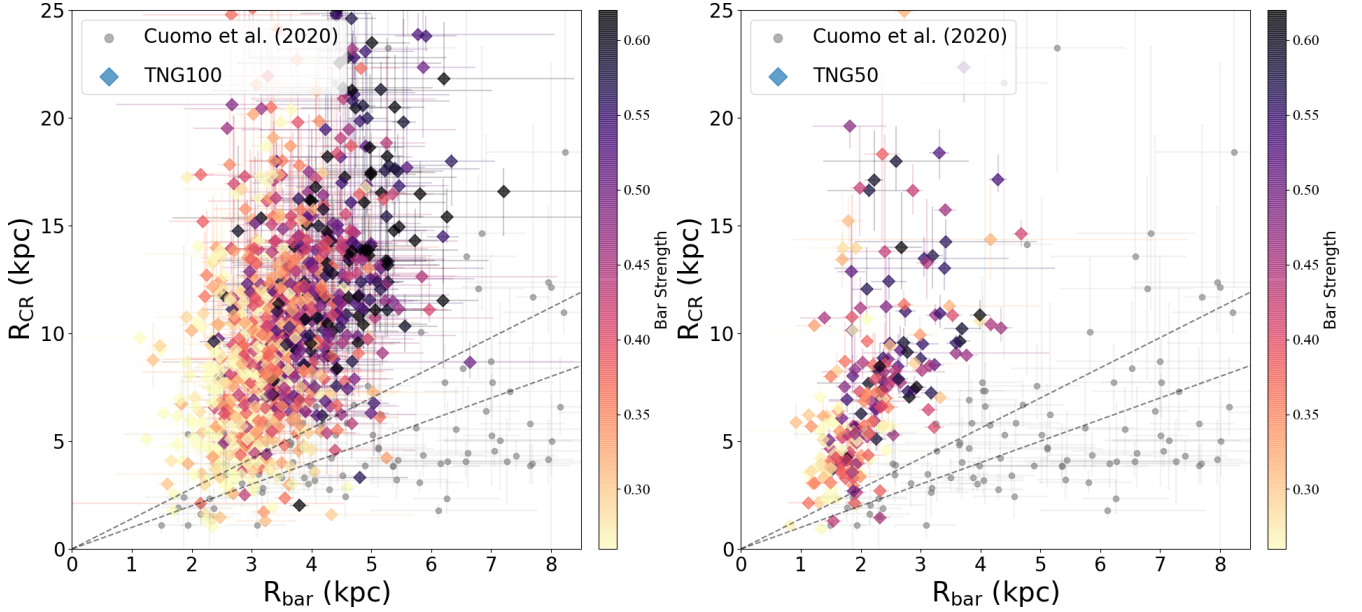 25
20
15
10
5
0
R_CR (kpc)
Cuomo et al. (2020)
TNG100
0 1 2 3 4 5 6 7 8
R_bar (kpc)
0.60
0.55
0.50
0.45
0.40
0.35
0.30
Bar Strength
25
20
15
10
5
0
R_CR (kpc)
Cuomo et al. (2020)
TNG50
0 1 2 3 4 5 6 7 8
R_bar (kpc)
0.60
0.55
0.50
0.45
0.40
0.35
0.30
Bar Strength